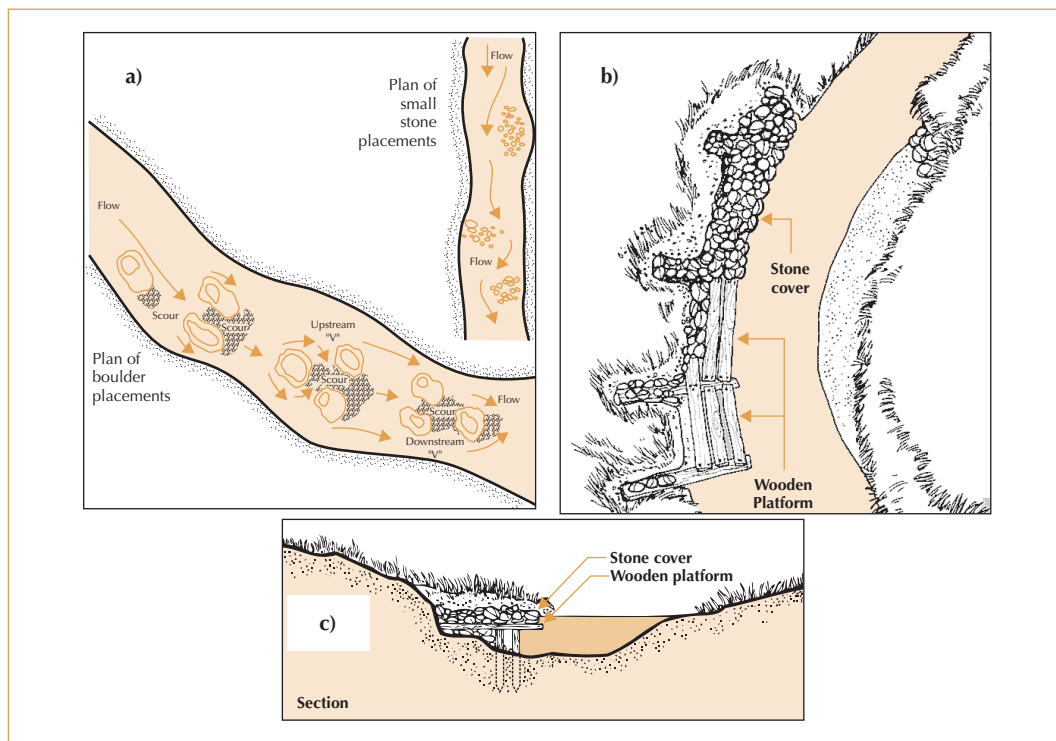 a)
Plan of
small
stone
placements
Flow
Flow
Flow
Scour
Scour
Plan of
boulder
placements
Upstream
"V"
Scour
Scour
Flow
Downstream
"V"
b)
Stone
cover
Wooden
Platform
c)
Stone cover
Wooden platform
Section